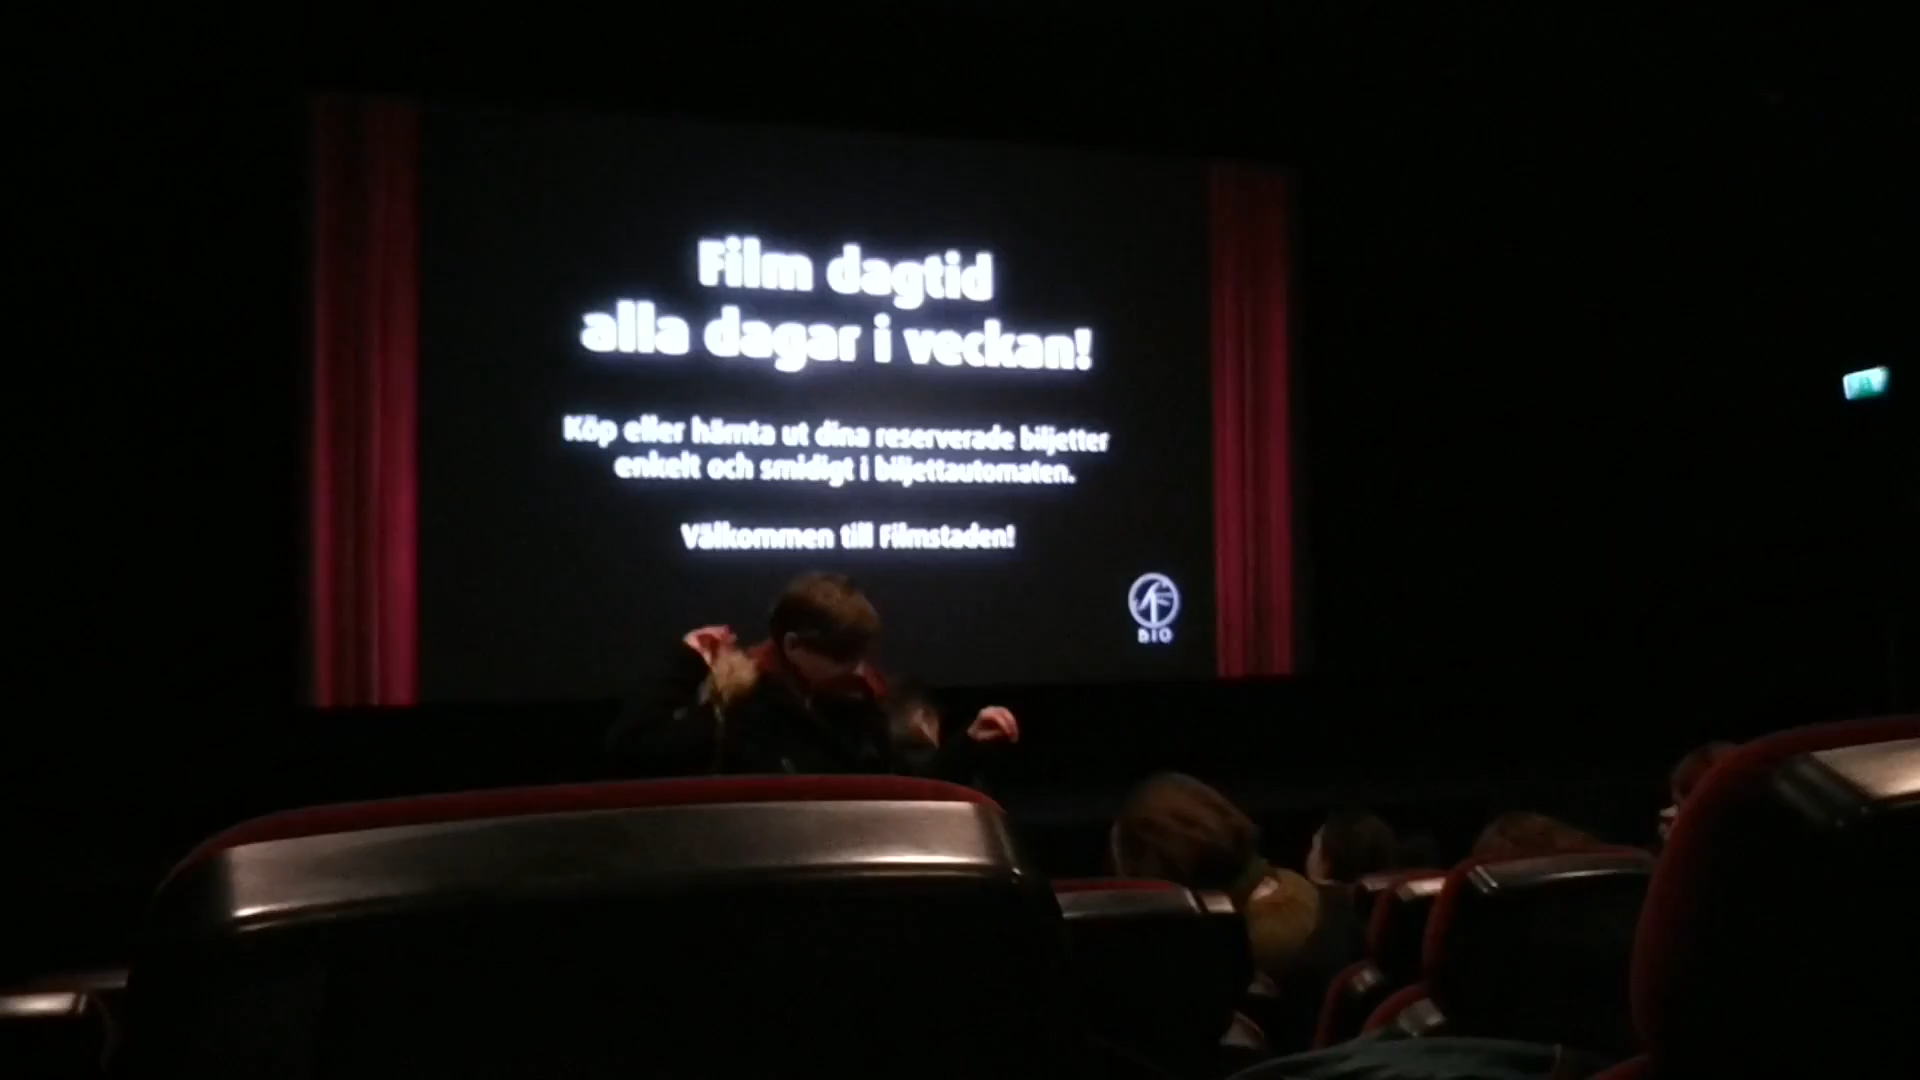 Film dagtid
alla dagar i veckan!
Köp eller hämta ut dina reserverade biljetter
enkelt och smidigt i biljettautomaten.
Välkommen till Filmstaden!
SF
BIO